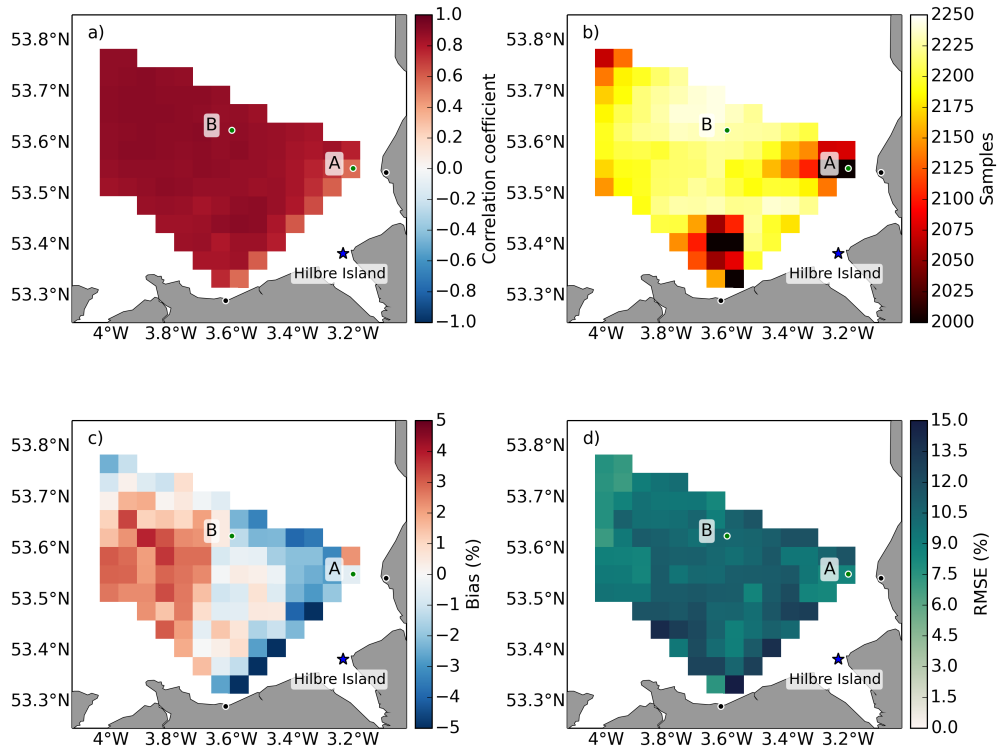 a)
53.8°N
53.7°N
53.6°N
53.5°N
53.4°N
53.3°N
4°W 3.8°W 3.6°W 3.4°W 3.2°W
B
A
Hilbre Island
1.0
0.8
0.6
0.4
0.2
0.0
−0.2
−0.4
−0.6
−0.8
−1.0
Correlation coefficient
b)
53.8°N
53.7°N
53.6°N
53.5°N
53.4°N
53.3°N
4°W 3.8°W 3.6°W 3.4°W 3.2°W
B
A
Hilbre Island
2250
2225
2200
2175
2150
2125
2100
2075
2050
2025
2000
Samples
c)
53.8°N
53.7°N
53.6°N
53.5°N
53.4°N
53.3°N
4°W 3.8°W 3.6°W 3.4°W 3.2°W
B
A
Hilbre Island
5
4
3
2
1
0
−1
−2
−3
−4
−5
Bias (%)
d)
53.8°N
53.7°N
53.6°N
53.5°N
53.4°N
53.3°N
4°W 3.8°W 3.6°W 3.4°W 3.2°W
B
A
Hilbre Island
15.0
13.5
12.0
10.5
9.0
7.5
6.0
4.5
3.0
1.5
0.0
RMSE (%)